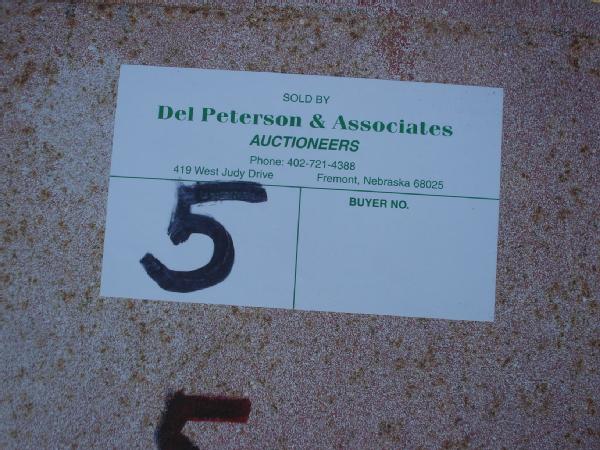 SOLD BY
Del Peterson & Associates
AUCTIONEERS
Phone: 402-721-4388
419 West Judy Drive Fremont, Nebraska 68025
5 BUYER NO.
5